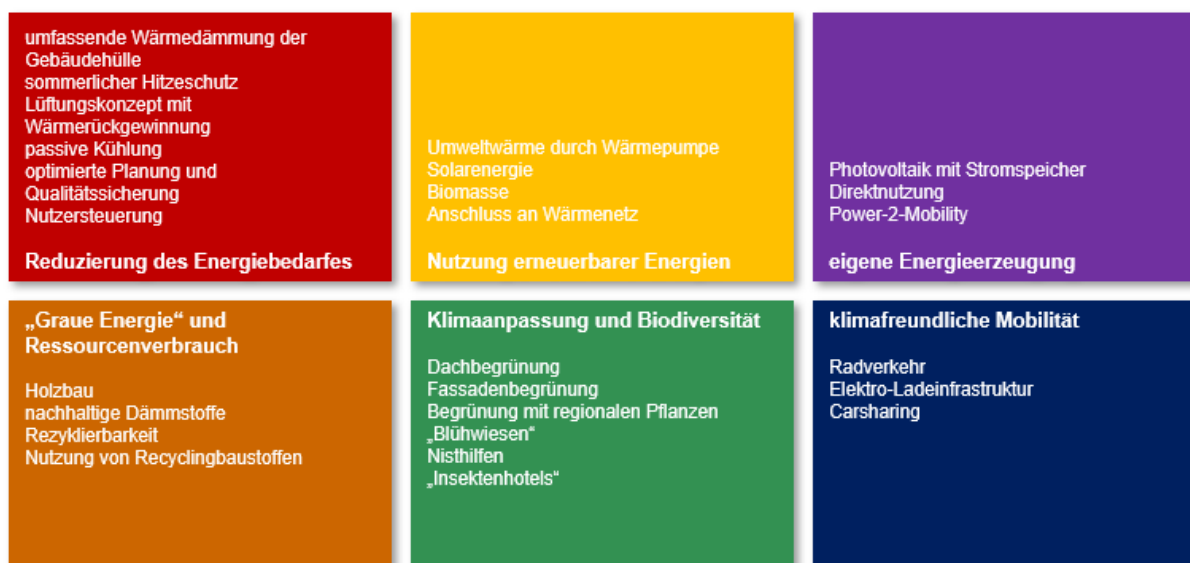 umfassende Wärmedämmung der
Gebäudehülle
sommerlicher Hitzeschutz
Lüftungskonzept mit
Wärmerückgewinnung
passive Kühlung
optimierte Planung und
Qualitätssicherung
Nutzersteuerung
Reduzierung des Energiebedarfes
Umweltwärme durch Wärmepumpe
Solarenergie
Biomasse
Anschluss an Wärmenetz
Nutzung erneuerbarer Energien
Photovoltaik mit Stromspeicher
Direktnutzung
Power-2-Mobility
eigene Energieerzeugung
„Graue Energie“ und
Ressourcenverbrauch
Holzbau
nachhaltige Dämmstoffe
Rezyklierbarkeit
Nutzung von Recyclingbaustoffen
Klimaanpassung und Biodiversität
Dachbegrünung
Fassadenbegrünung
Begrünung mit regionalen Pflanzen
„Blühwiesen“
Nisthilfen
„Insektenhotels“
klimafreundliche Mobilität
Radverkehr
Elektro-Ladeinfrastruktur
Carsharing